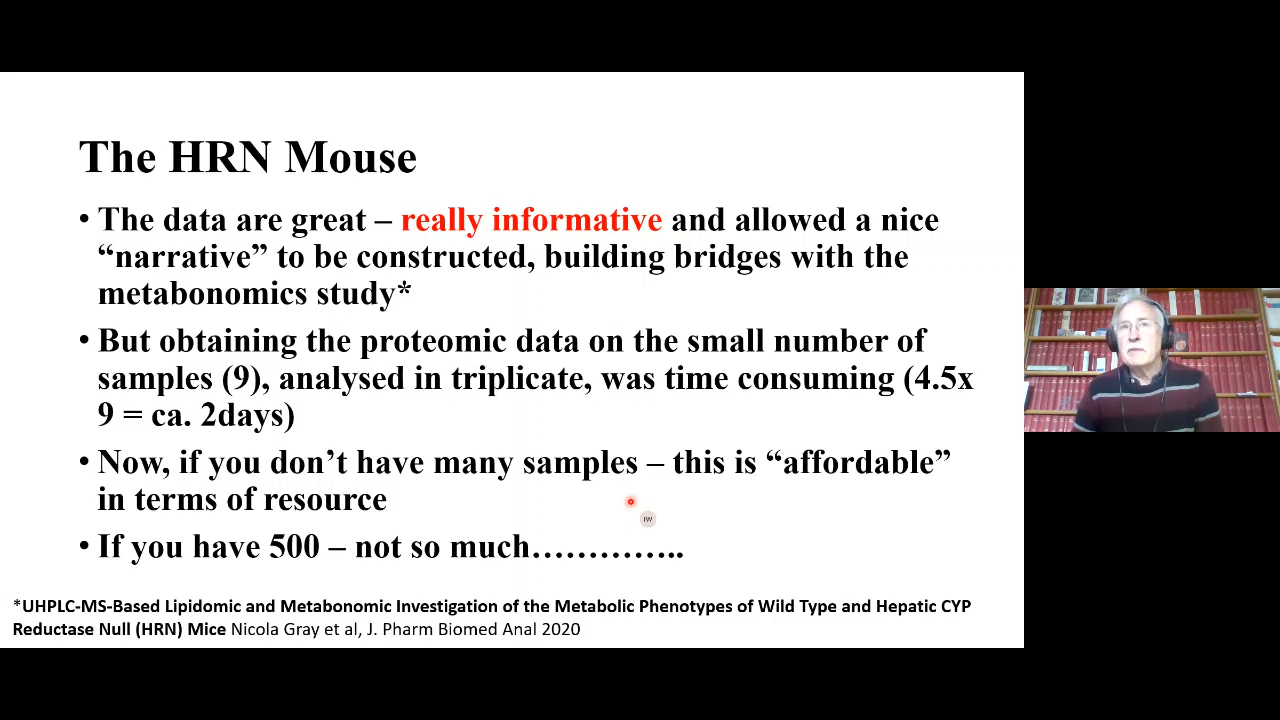 The HRN Mouse
• The data are great – really informative and allowed a nice
“narrative” to be constructed, building bridges with the
metabonomics study*
• But obtaining the proteomic data on the small number of
samples (9), analysed in triplicate, was time consuming (4.5x
9 = ca. 2days)
• Now, if you don’t have many samples – this is “affordable”
in terms of resource
IW
• If you have 500 – not so much…………..
*UHPLC-MS-Based Lipidomic and Metabonomic Investigation of the Metabolic Phenotypes of Wild Type and Hepatic CYP
Reductase Null (HRN) Mice Nicola Gray et al, J. Pharm Biomed Anal 2020